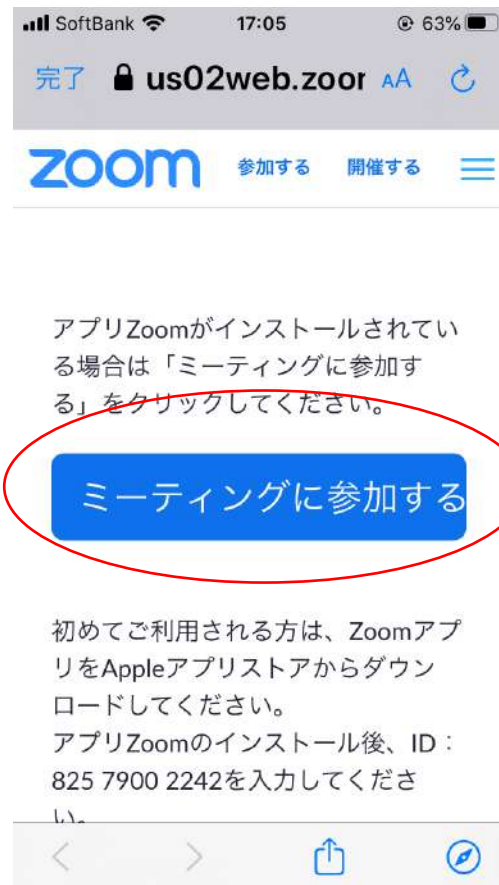 SoftBank 17:05 63%
完了 us02web.zoor AA
zoom 参加する 開催する
アプリZoomがインストールされてい
る場合は「ミーティングに参加す
る」をクリックしてください。
ミーティングに参加する
初めてご利用される方は、Zoomアプ
リをAppleアプリストアからダウン
ロードしてください。
アプリZoomのインストール後、ID：
825 7900 2242を入力してくださ
い。